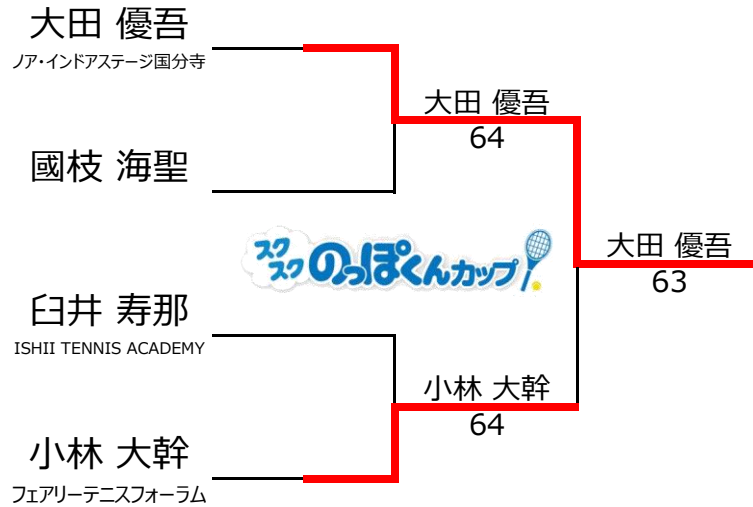 大田 優吾
ノア・インドアステージ国分寺
大田 優吾
64
國枝 海聖
スクスク のっぽくんカップ
大田 優吾
63
臼井 寿那
ISHII TENNIS ACADEMY
小林 大幹
64
小林 大幹
フェアリーテニスフォーラム